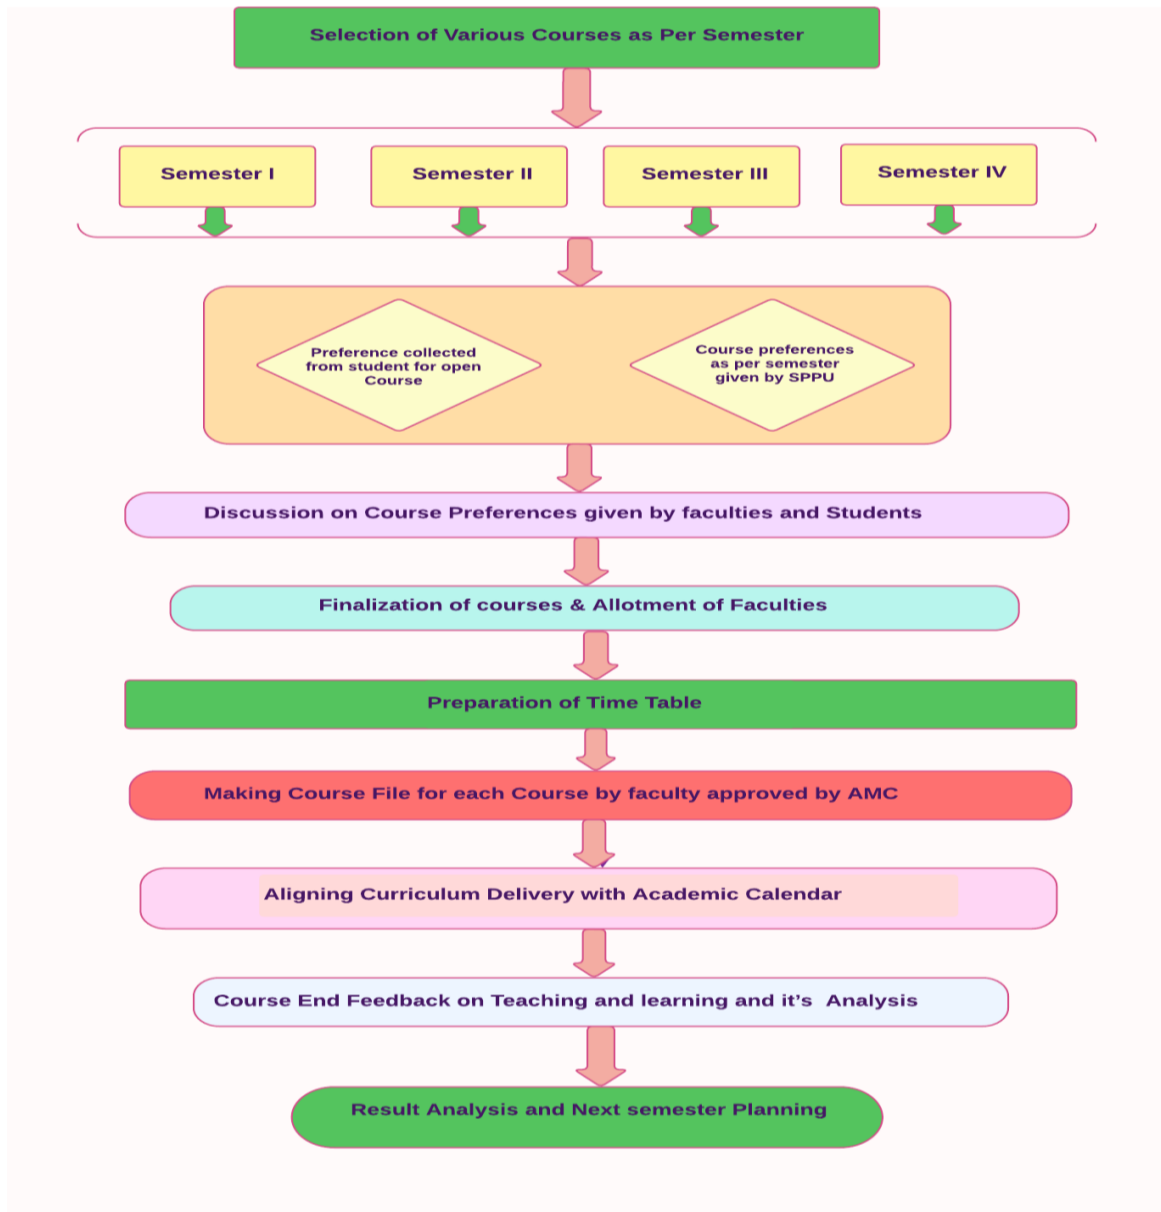 Selection of Various Courses as Per Semester
Semester I
Semester II
Semester III
Semester IV
Preference collected
from student for open
Course
Course preferences
as per semester
given by SPPU
Discussion on Course Preferences given by faculties and Students
Finalization of courses & Allotment of Faculties
Preparation of Time Table
Making Course File for each Course by faculty approved by AMC
Aligning Curriculum Delivery with Academic Calendar
Course End Feedback on Teaching and learning and it’s  Analysis
Result Analysis and Next semester Planning